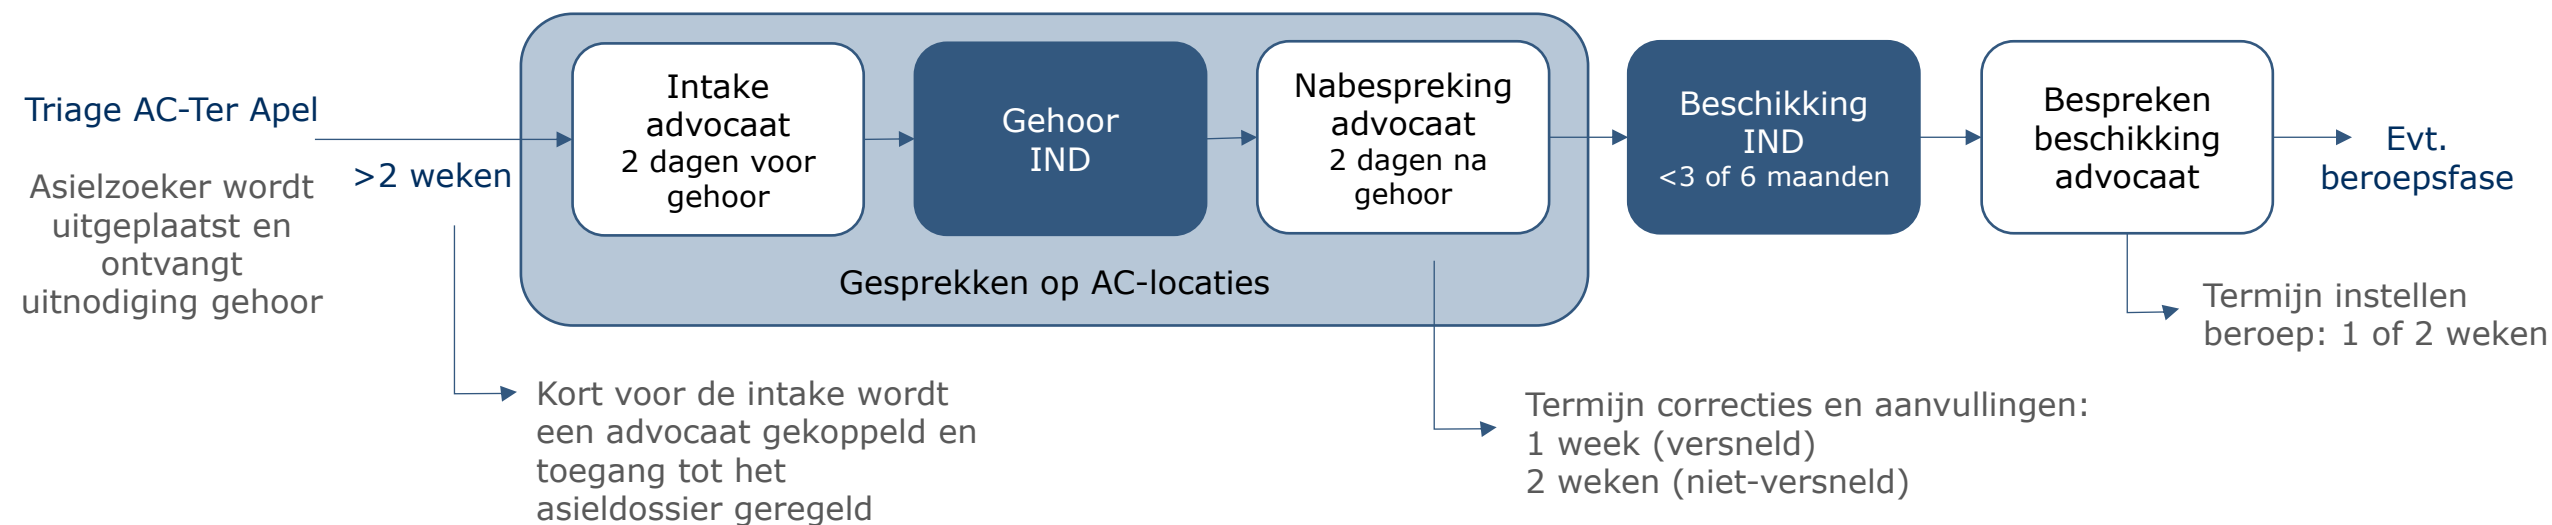 Triage AC-Ter Apel
Asielzoeker wordt
uitgeplaatst en
ontvangt
uitnodiging gehoor
>2 weken
Intake
advocaat
2 dagen voor
gehoor
Gehoor
IND
Nabespreking
advocaat
2 dagen na
gehoor
Gesprekken op AC-locaties
Beschikking
IND
<3 of 6 maanden
Bespreken
beschikking
advocaat
Evt.
beroepsfase
Kort voor de intake wordt
een advocaat gekoppeld en
toegang tot het
asieldossier geregeld
Termijn correcties en aanvullingen:
1 week (versneld)
2 weken (niet-versneld)
Termijn instellen
beroep: 1 of 2 weken